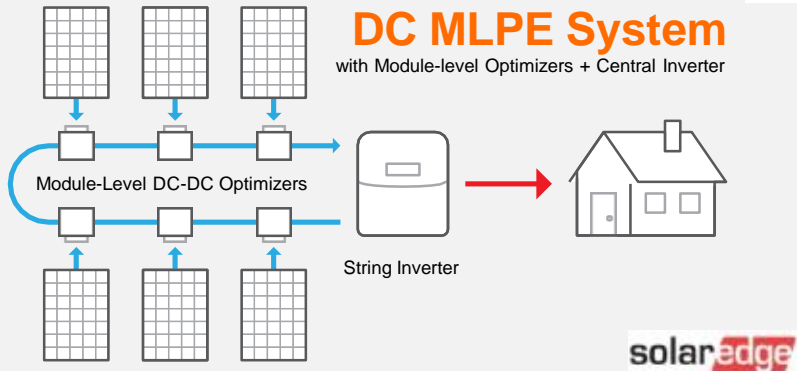 DC MLPE System
with Module-level Optimizers + Central Inverter
Module-Level DC-DC Optimizers
String Inverter
solaredge